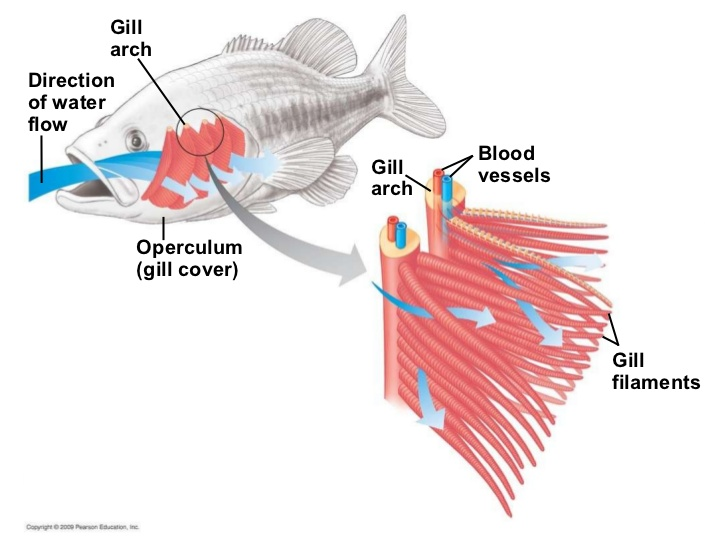 Gill
arch
Direction
of water
flow
Operculum
(gill cover)
Gill
arch
Blood
vessels
Gill
filaments
Copyright © 2009 Pearson Education, Inc.